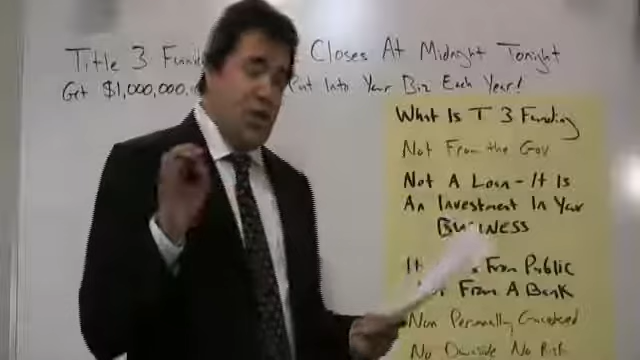 Title 3 Closes At Midnight Tonight
Get $1,000,000. Put Into Your Biz Each Year!
What Is T 3 Funding
Not From the Gov
Not A Loan - It Is
An Investment In Your
BUSINESS
From Public
From A Bank
Non Personally Guaranteed
No Downside No Risk